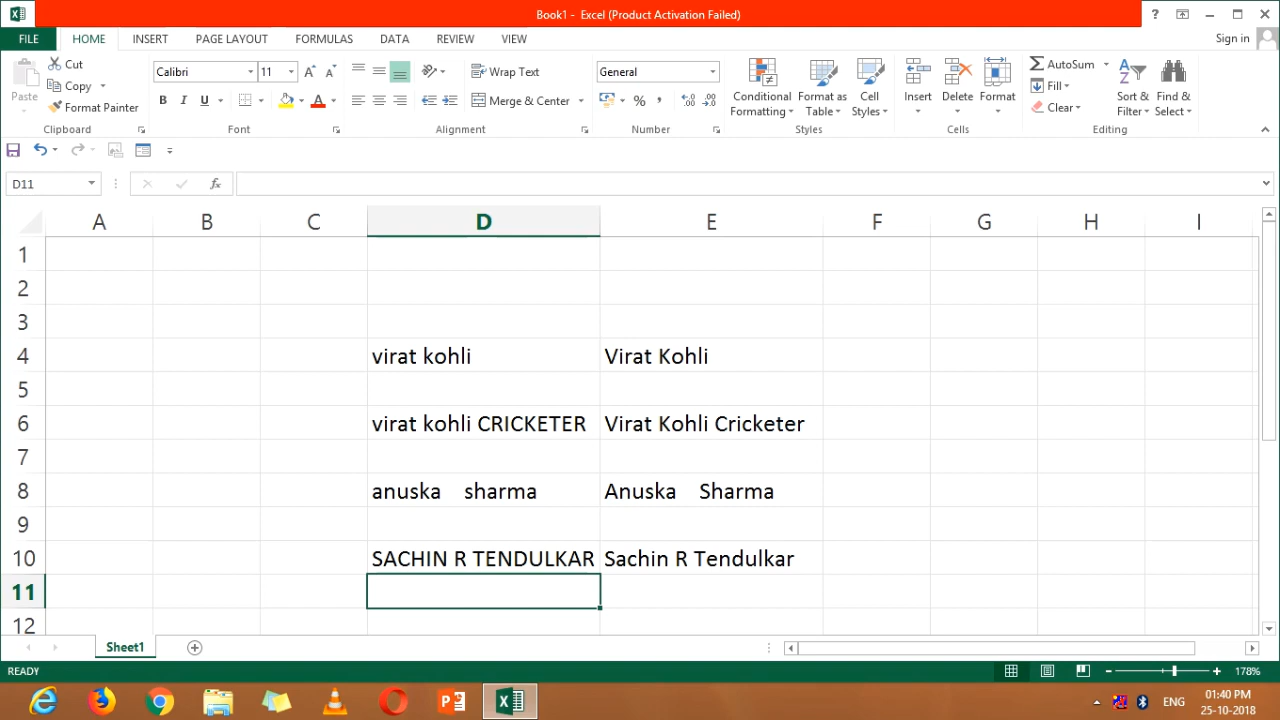 Book1 - Excel (Product Activation Failed)
?
FILE HOME INSERT PAGE LAYOUT FORMULAS DATA REVIEW VIEW Sign in
Paste
Cut
Copy
Format Painter
Clipboard
Calibri 11
B I U
Font
Wrap Text
Merge & Center
Alignment
General
%
Number
Conditional Formatting
Format as Table
Cell Styles
Styles
Insert
Delete
Format
Cells
AutoSum
Fill
Clear
Sort & Filter
Find & Select
Editing
D11 fx
A B C D E F G H I
1
2
3
4 virat kohli Virat Kohli
5
6 virat kohli CRICKETER Virat Kohli Cricketer
7
8 anuska    sharma Anuska    Sharma
9
10 SACHIN R TENDULKAR Sachin R Tendulkar
11
12
Sheet1
READY 178%
ENG 01:40 PM
25-10-2018